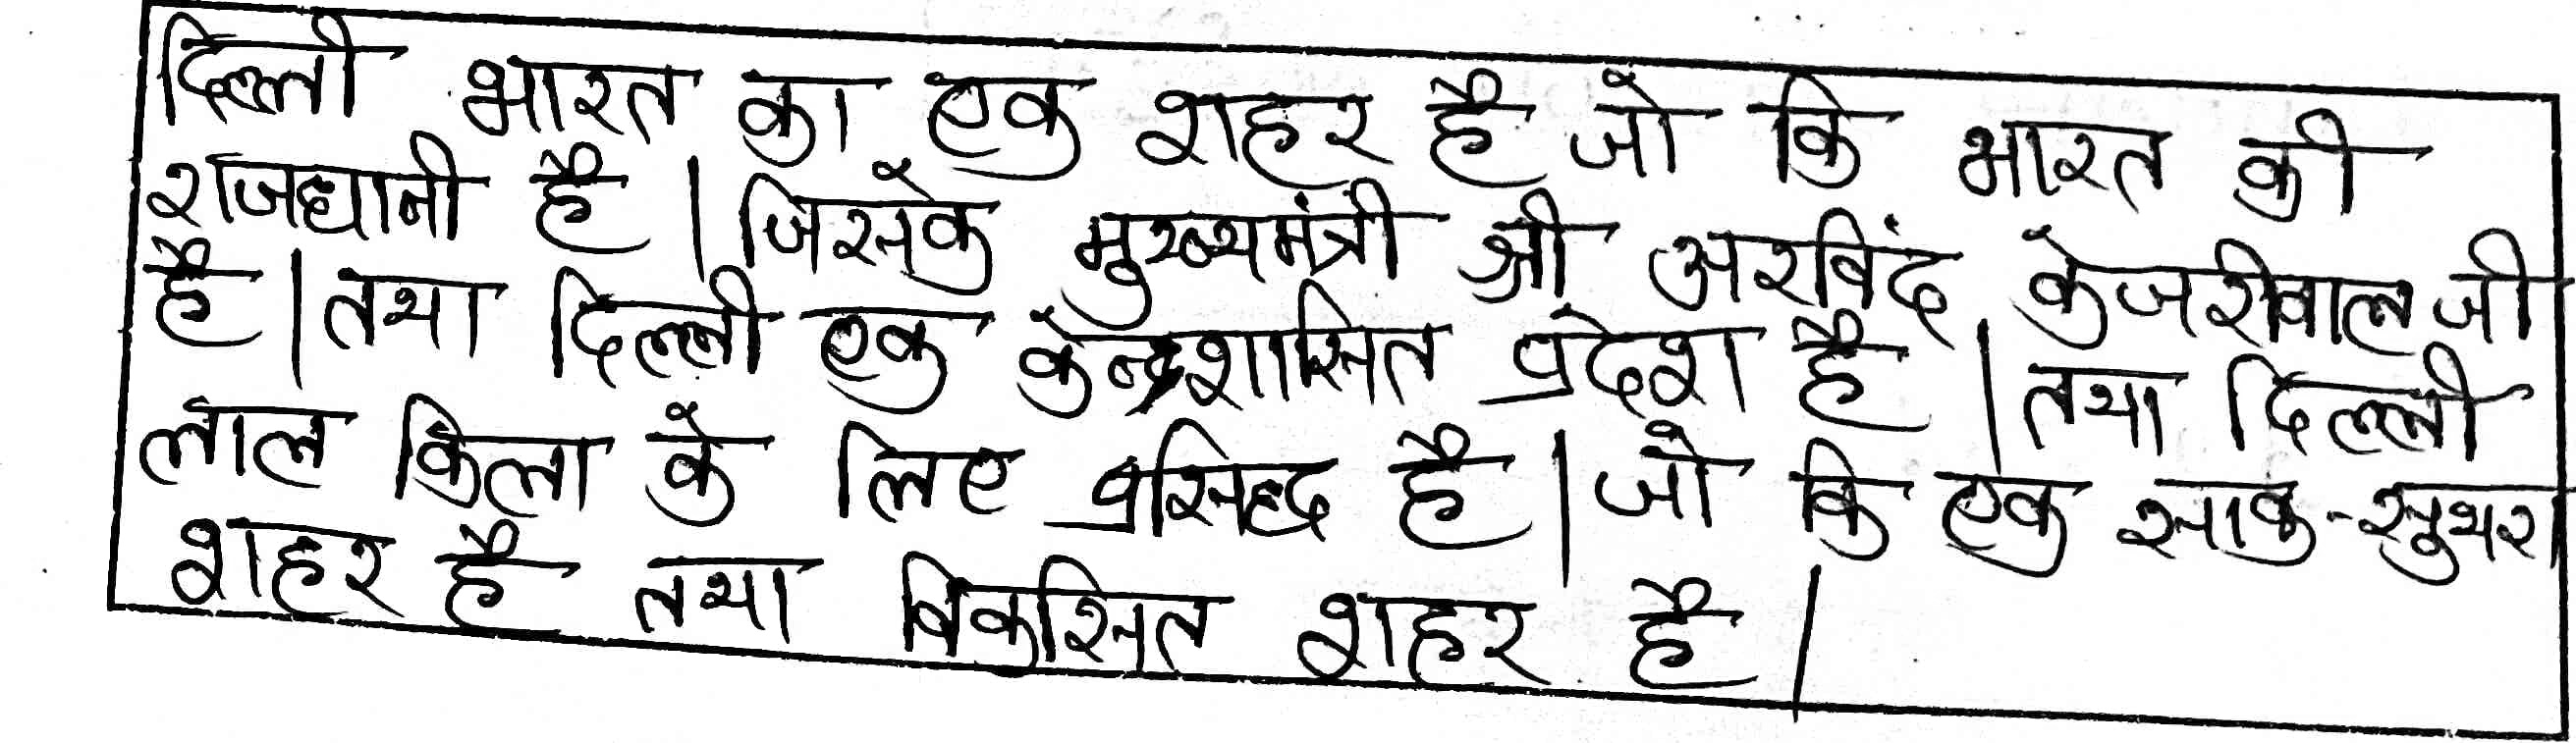 दिल्ली भारत का एक शहर है जो कि भारत की
राजधानी है | जिसके मुख्यमंत्री श्री अरविंद केजरीवाल जी
है | तथा दिल्ली एक केन्द्रशासित प्रदेश है | तथा दिल्ली
लाल किला के लिए प्रसिद्ध है | जो कि एक साफ-सुथरा
शहर है तथा विकसित शहर है |